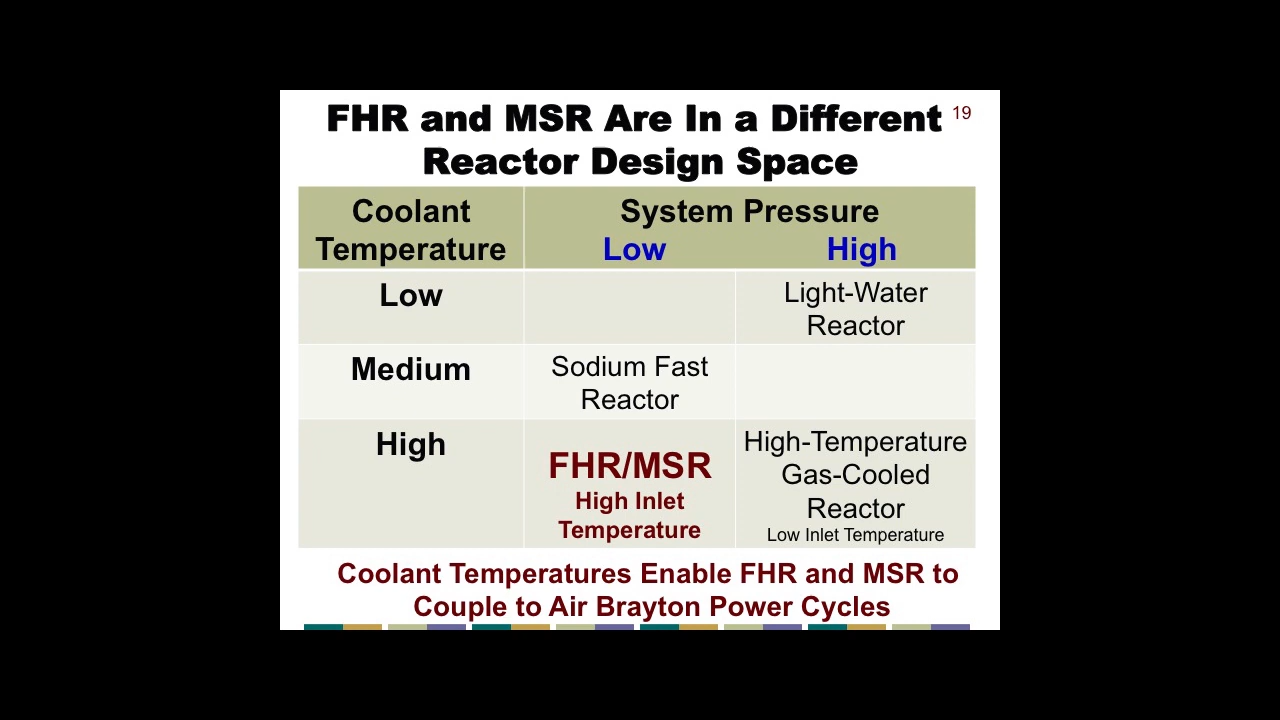 FHR and MSR Are In a Different 19
Reactor Design Space
Coolant
Temperature
System Pressure
Low High
Low
Light-Water
Reactor
Medium
Sodium Fast
Reactor
High
FHR/MSR
High Inlet
Temperature
High-Temperature
Gas-Cooled
Reactor
Low Inlet Temperature
Coolant Temperatures Enable FHR and MSR to
Couple to Air Brayton Power Cycles